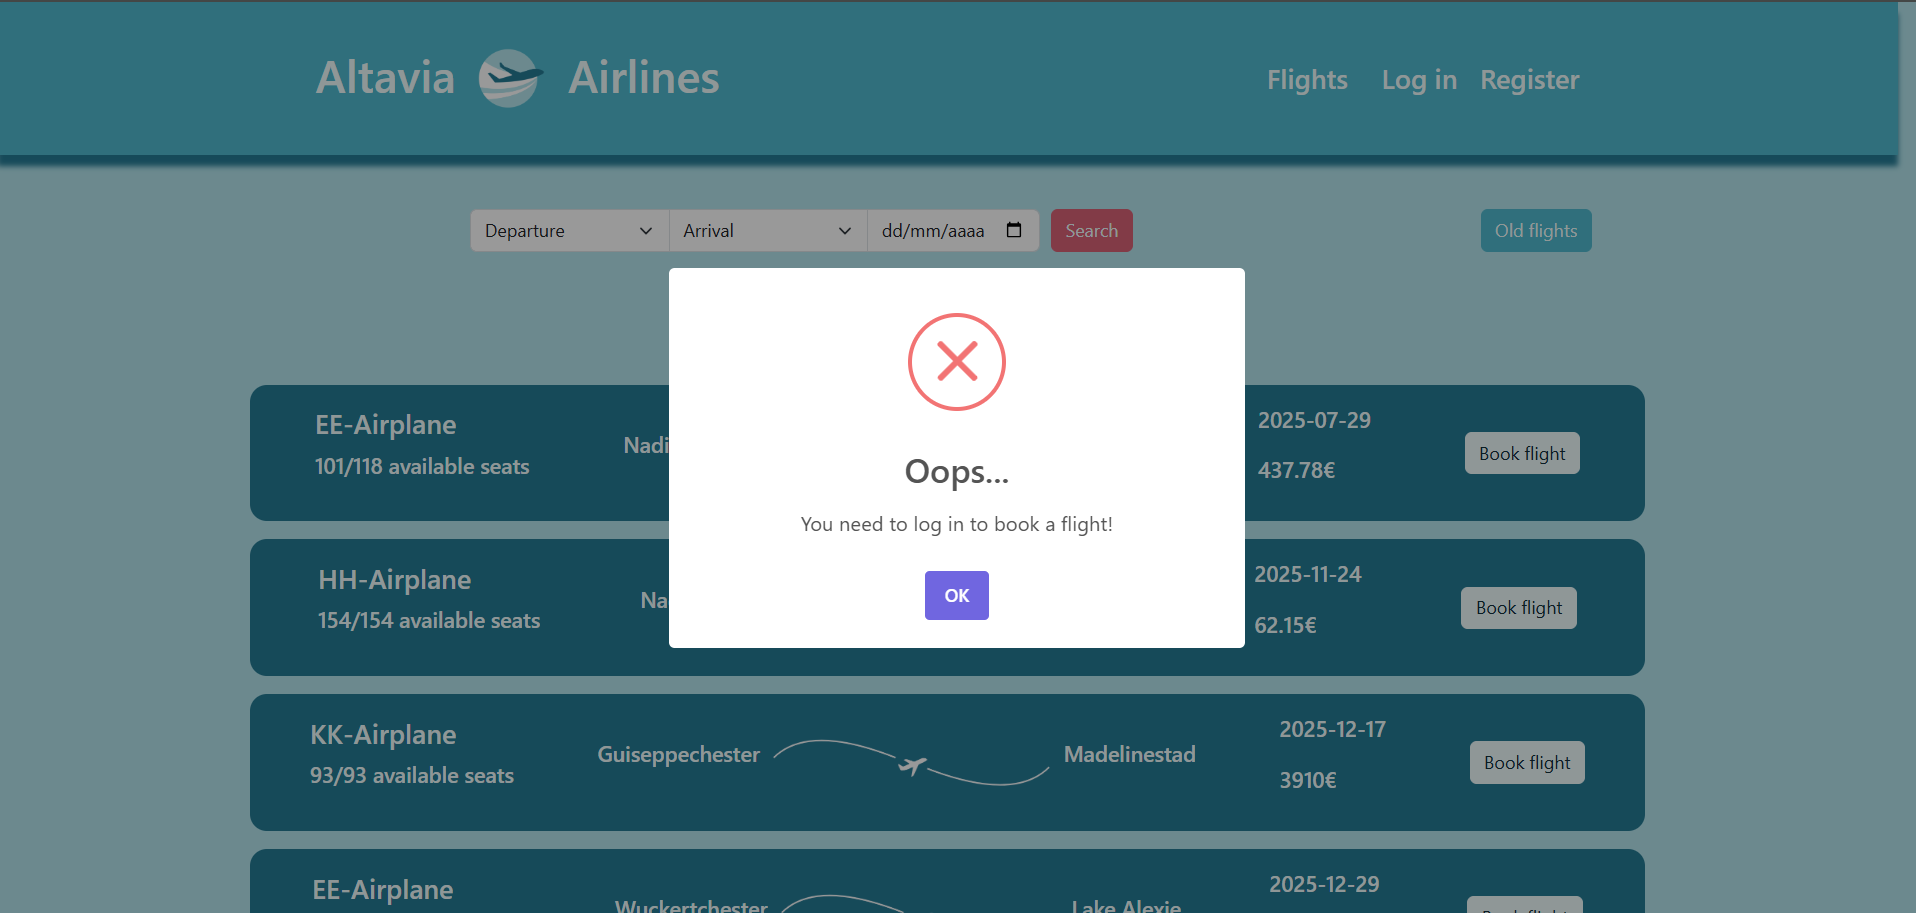 Altavia Airlines
Flights Log in Register
Departure Arrival dd/mm/aaaa Search Old flights
Oops...
You need to log in to book a flight!
OK
EE-Airplane
101/118 available seats
2025-07-29
437.78€
Book flight
HH-Airplane
154/154 available seats
2025-11-24
62.15€
Book flight
KK-Airplane
93/93 available seats
Guiseppechester
Madelinestad
2025-12-17
3910€
Book flight
EE-Airplane
Wuckertchester
Lake Alexie
2025-12-29
Book flight